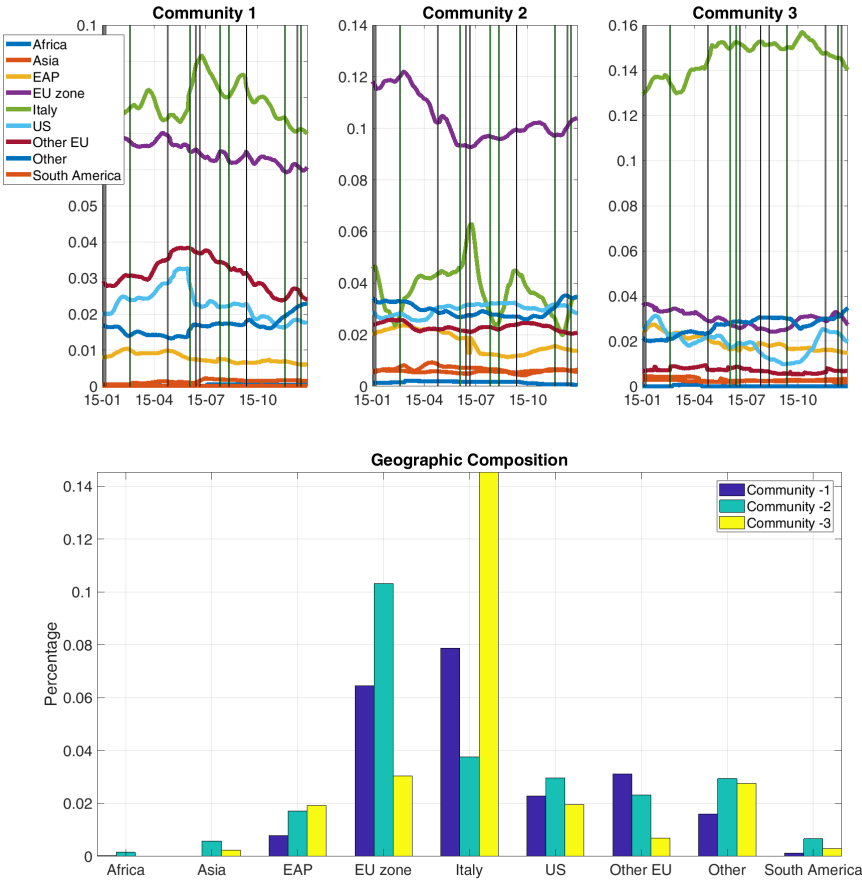 Community 1
Community 2
Community 3
0.1
0.05
0.04
0.03
0.02
0.01
0
15-01
15-04
15-07
15-10
Africa
Asia
EAP
EU zone
Italy
US
Other EU
Other
South America
0.14
0.12
0.1
0.08
0.06
0.04
0.02
0
15-01
15-04
15-07
15-10
0.16
0.14
0.12
0.1
0.08
0.06
0.04
0.02
0
15-01
15-04
15-07
15-10
Geographic Composition
Percentage
0.14
0.12
0.1
0.08
0.06
0.04
0.02
0
Community -1
Community -2
Community -3
Africa
Asia
EAP
EU zone
Italy
US
Other EU
Other
South America